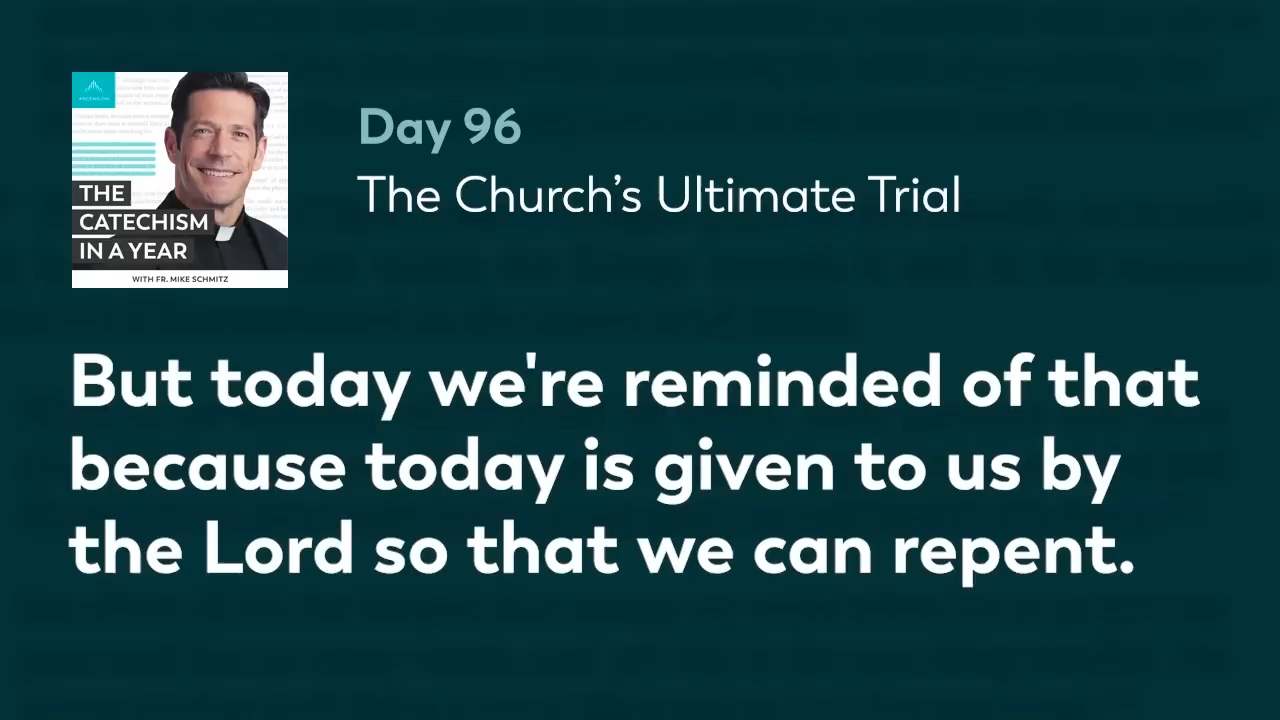 ASCENSION
THE
CATECHISM
IN A YEAR
WITH FR. MIKE SCHMITZ
Day 96
The Church’s Ultimate Trial
But today we're reminded of that
because today is given to us by
the Lord so that we can repent.